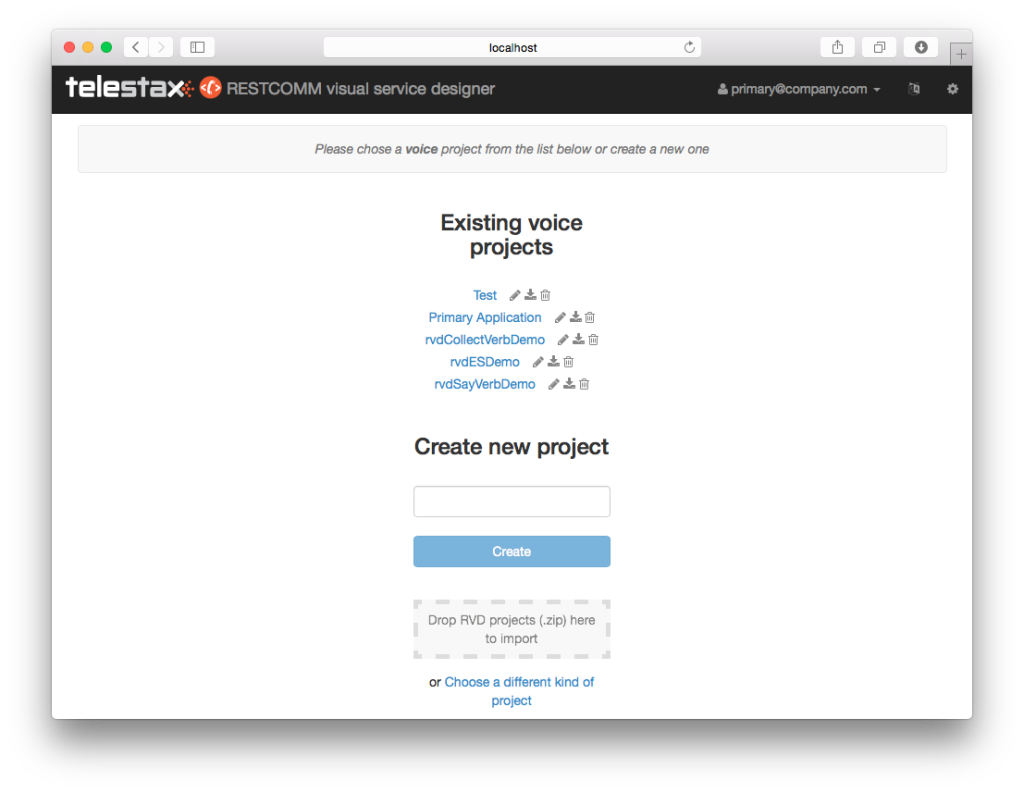 localhost
telestax RESTCOMM visual service designer
primary@company.com
Please chose a voice project from the list below or create a new one
Existing voice
projects
Test
Primary Application
rvdCollectVerbDemo
rvdESDemo
rvdSayVerbDemo
Create new project
Create
Drop RVD projects (.zip) here
to import
or Choose a different kind of
project